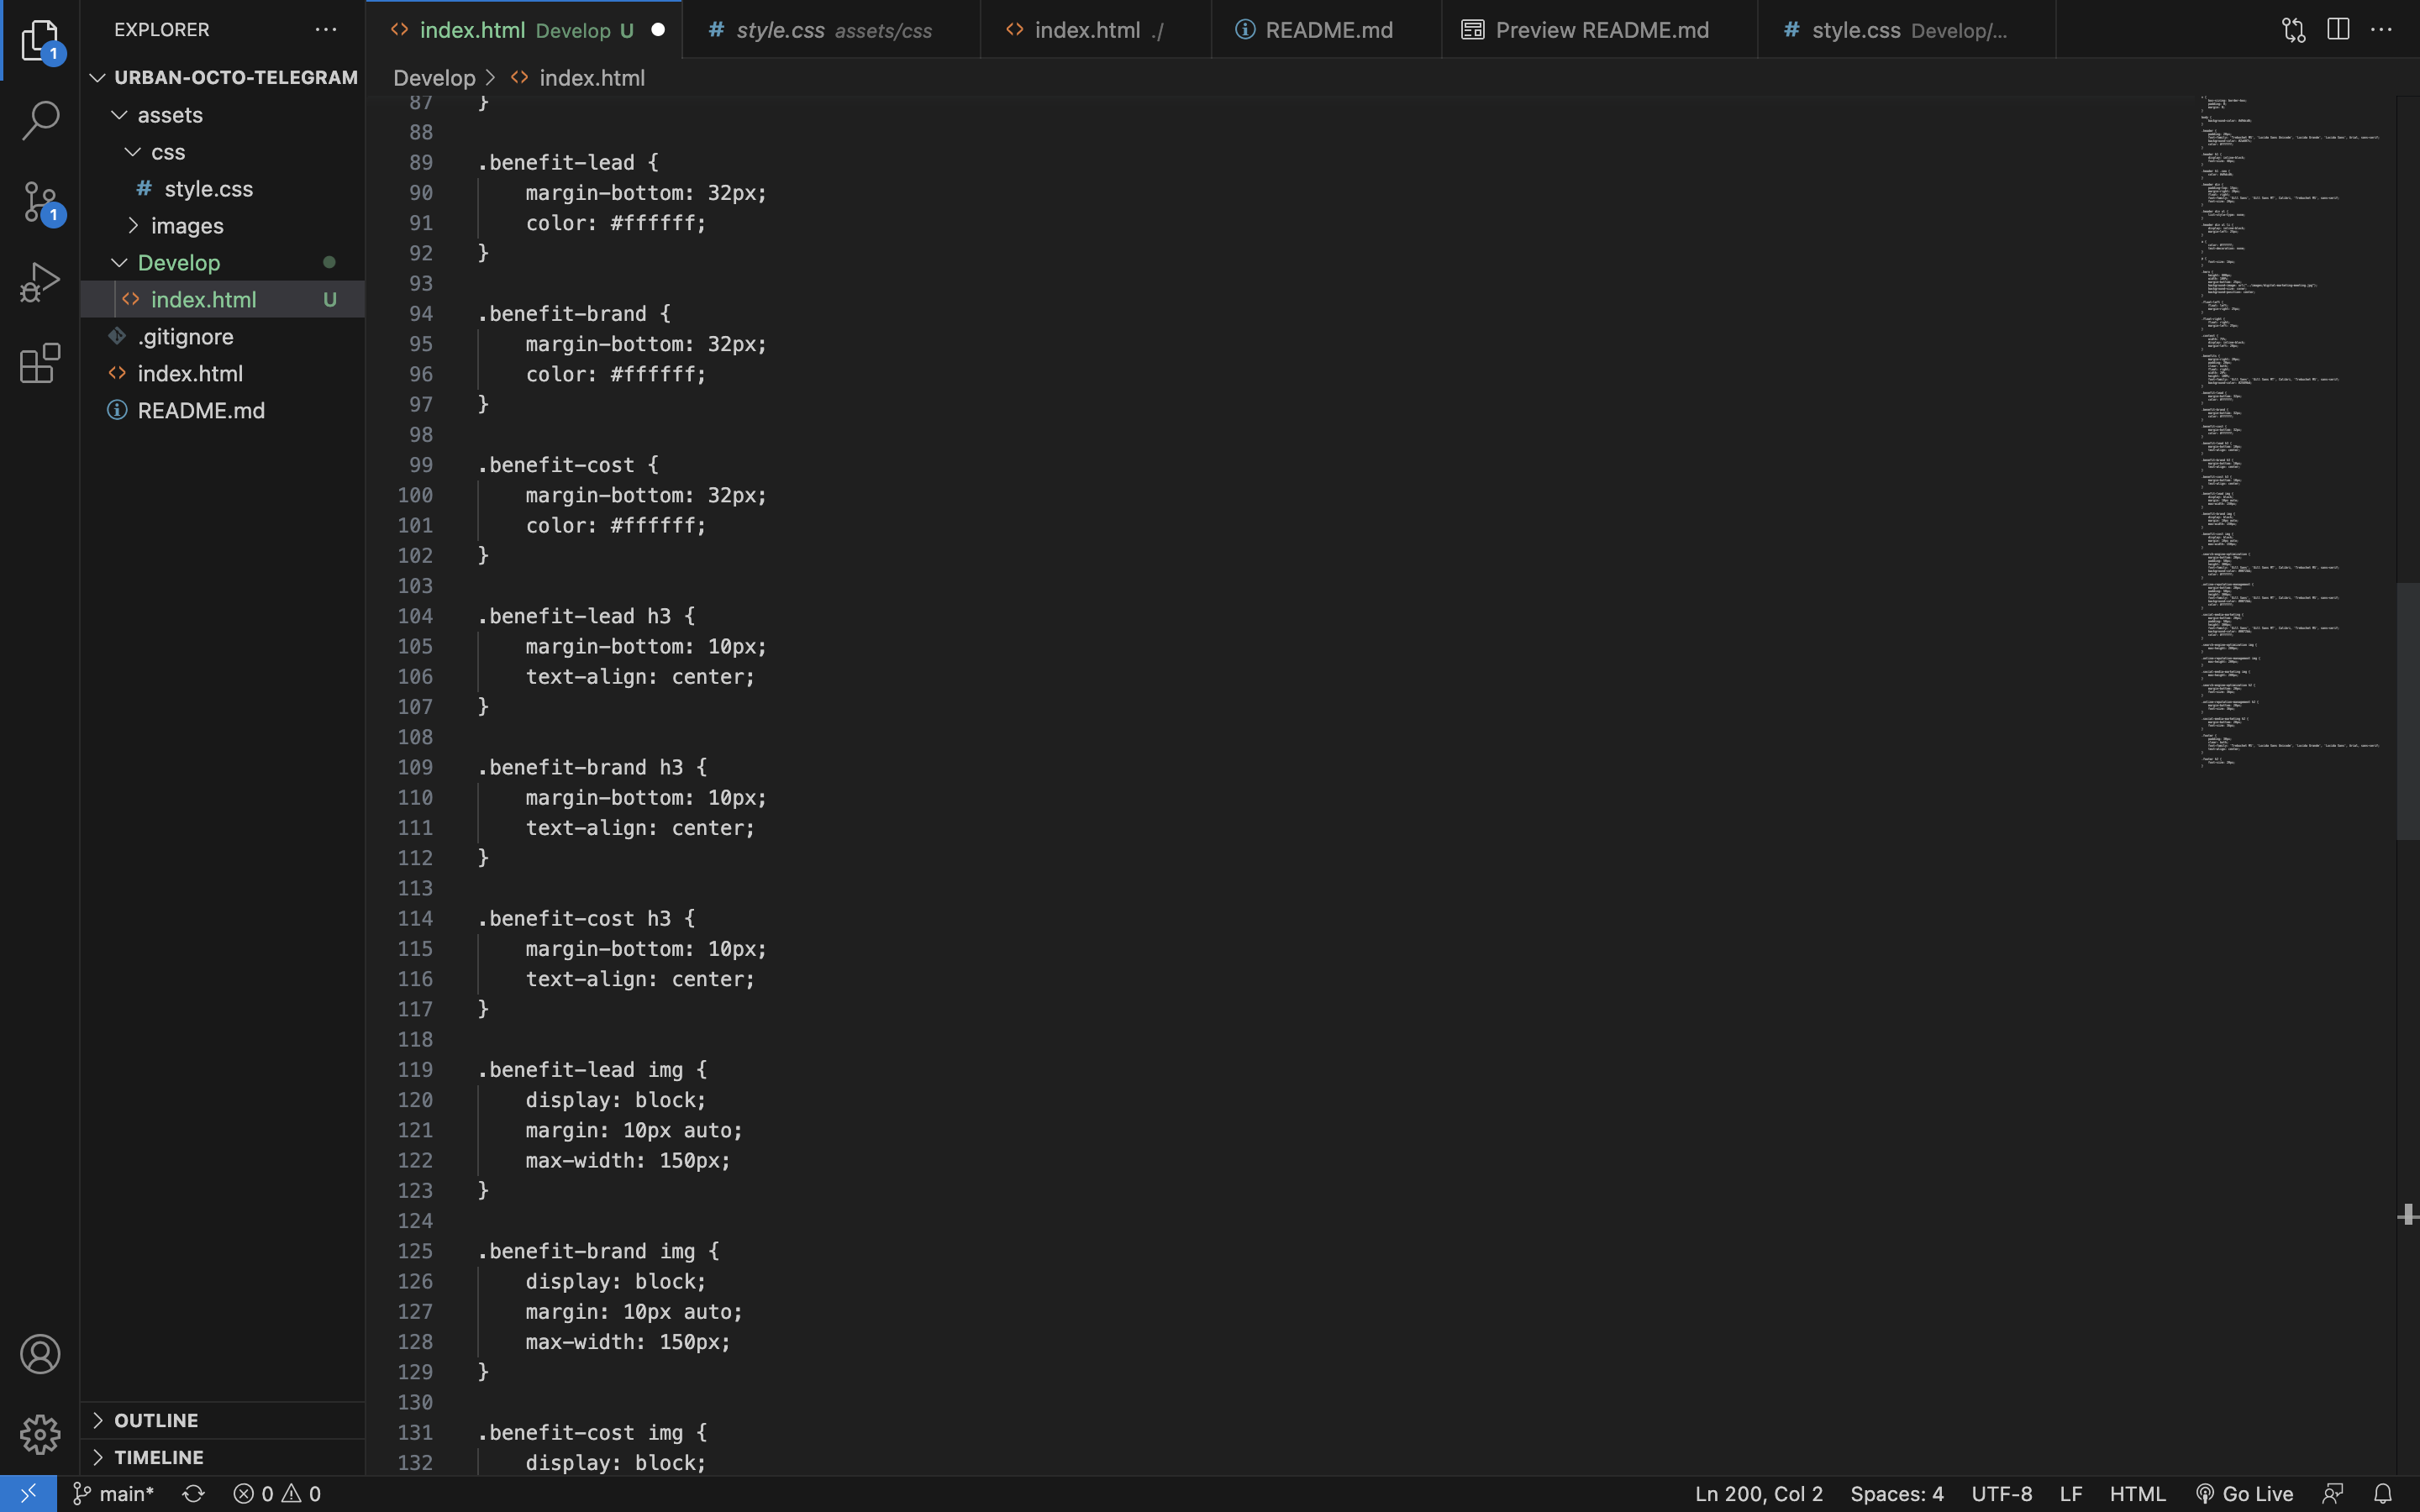 EXPLORER
index.html Develop U
style.css assets/css
index.html ./
README.md
Preview README.md
style.css Develop/...
1
URBAN-OCTO-TELEGRAM
assets
css
style.css
images
Develop
index.html U
.gitignore
index.html
README.md
1
OUTLINE
TIMELINE
Develop > index.html
87 }
88
89 .benefit-lead {
90 margin-bottom: 32px;
91 color: #ffffff;
92 }
93
94 .benefit-brand {
95 margin-bottom: 32px;
96 color: #ffffff;
97 }
98
99 .benefit-cost {
100 margin-bottom: 32px;
101 color: #ffffff;
102 }
103
104 .benefit-lead h3 {
105 margin-bottom: 10px;
106 text-align: center;
107 }
108
109 .benefit-brand h3 {
110 margin-bottom: 10px;
111 text-align: center;
112 }
113
114 .benefit-cost h3 {
115 margin-bottom: 10px;
116 text-align: center;
117 }
118
119 .benefit-lead img {
120 display: block;
121 margin: 10px auto;
122 max-width: 150px;
123 }
124
125 .benefit-brand img {
126 display: block;
127 margin: 10px auto;
128 max-width: 150px;
129 }
130
131 .benefit-cost img {
132 display: block;
main* 0 0
Ln 200, Col 2 Spaces: 4 UTF-8 LF HTML Go Live